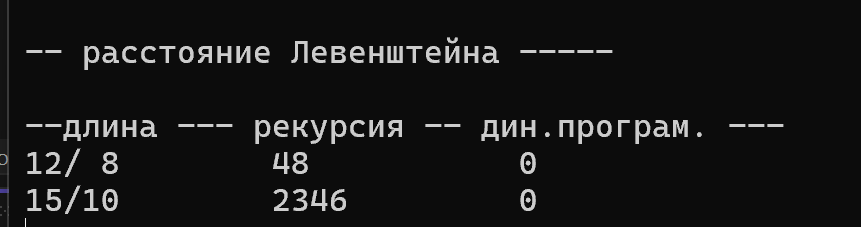 -- расстояние Левенштейна -----
--длина --- рекурсия -- дин.програм. ---
12/ 8        48           0
15/10        2346         0